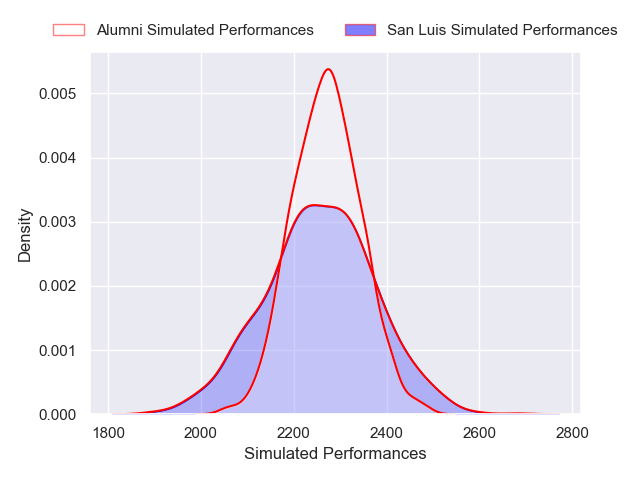 Alumni Simulated Performances San Luis Simulated Performances
0.005
0.004
0.003
0.002
0.001
0.000
Density
1800 2000 2200 2400 2600 2800
Simulated Performances